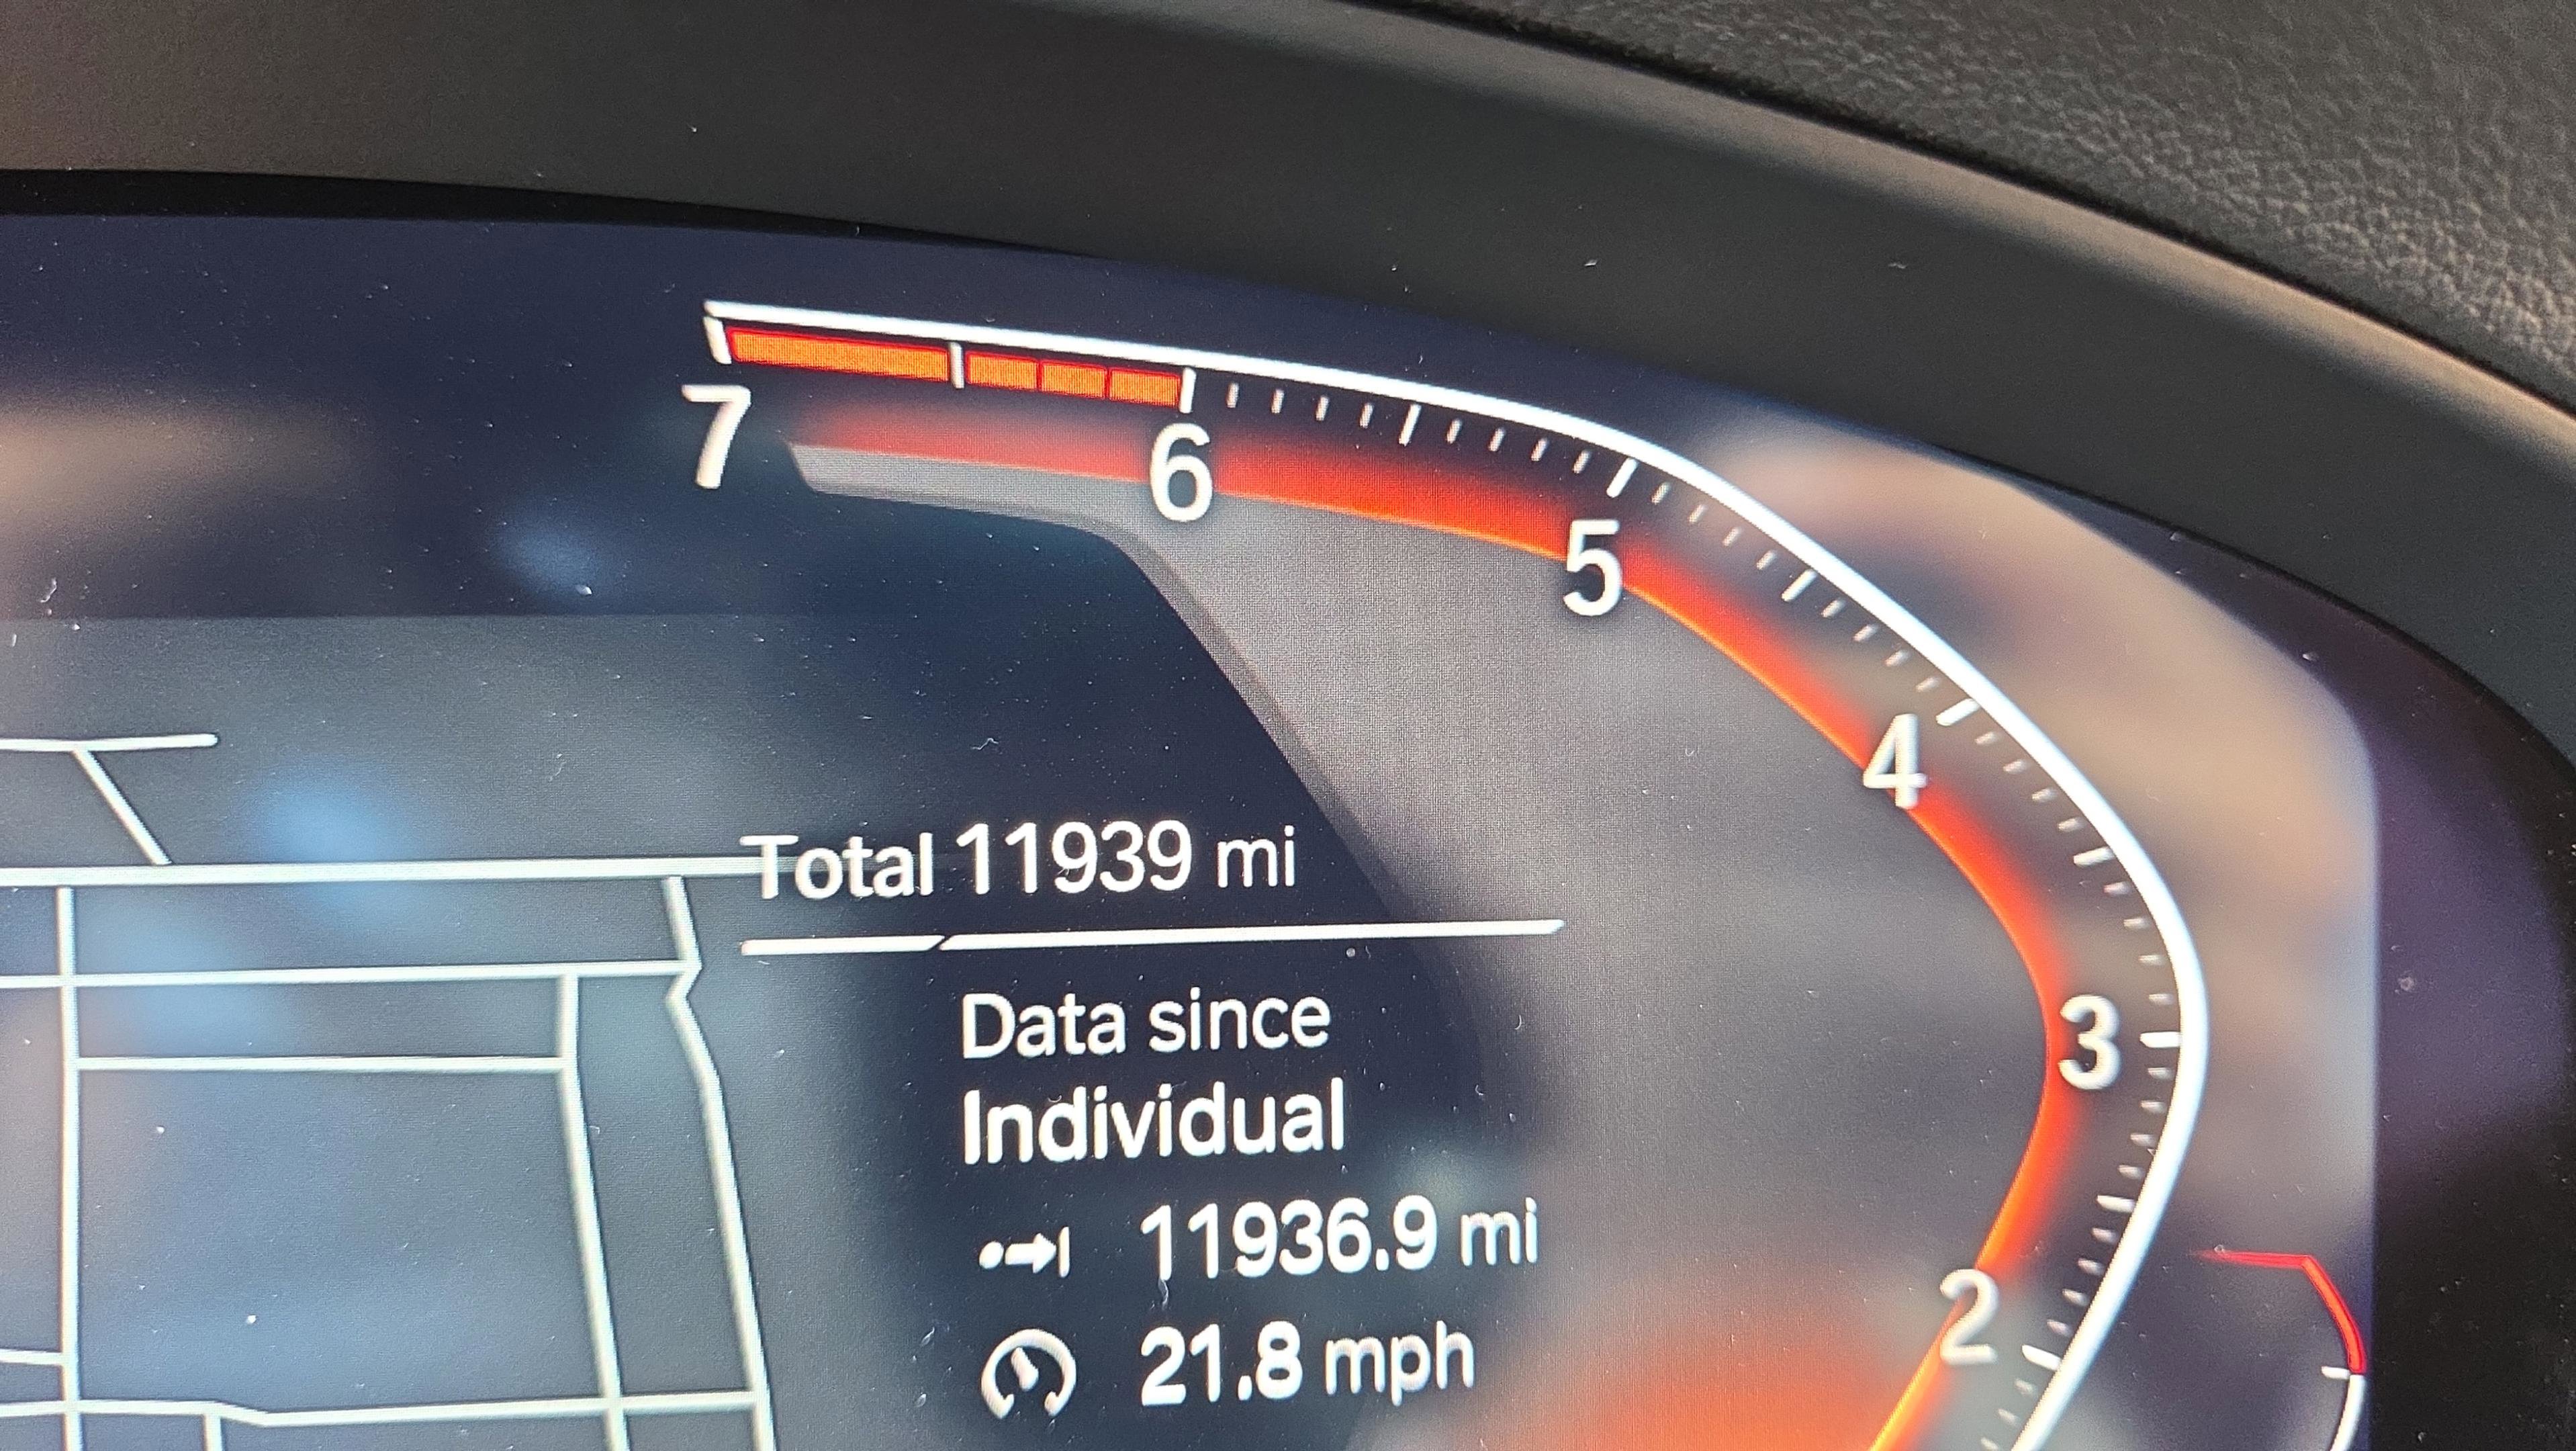 7
6
5
4
Total 11939 mi
Data since
3
Individual
11936.9 mi
2
21.8 mph